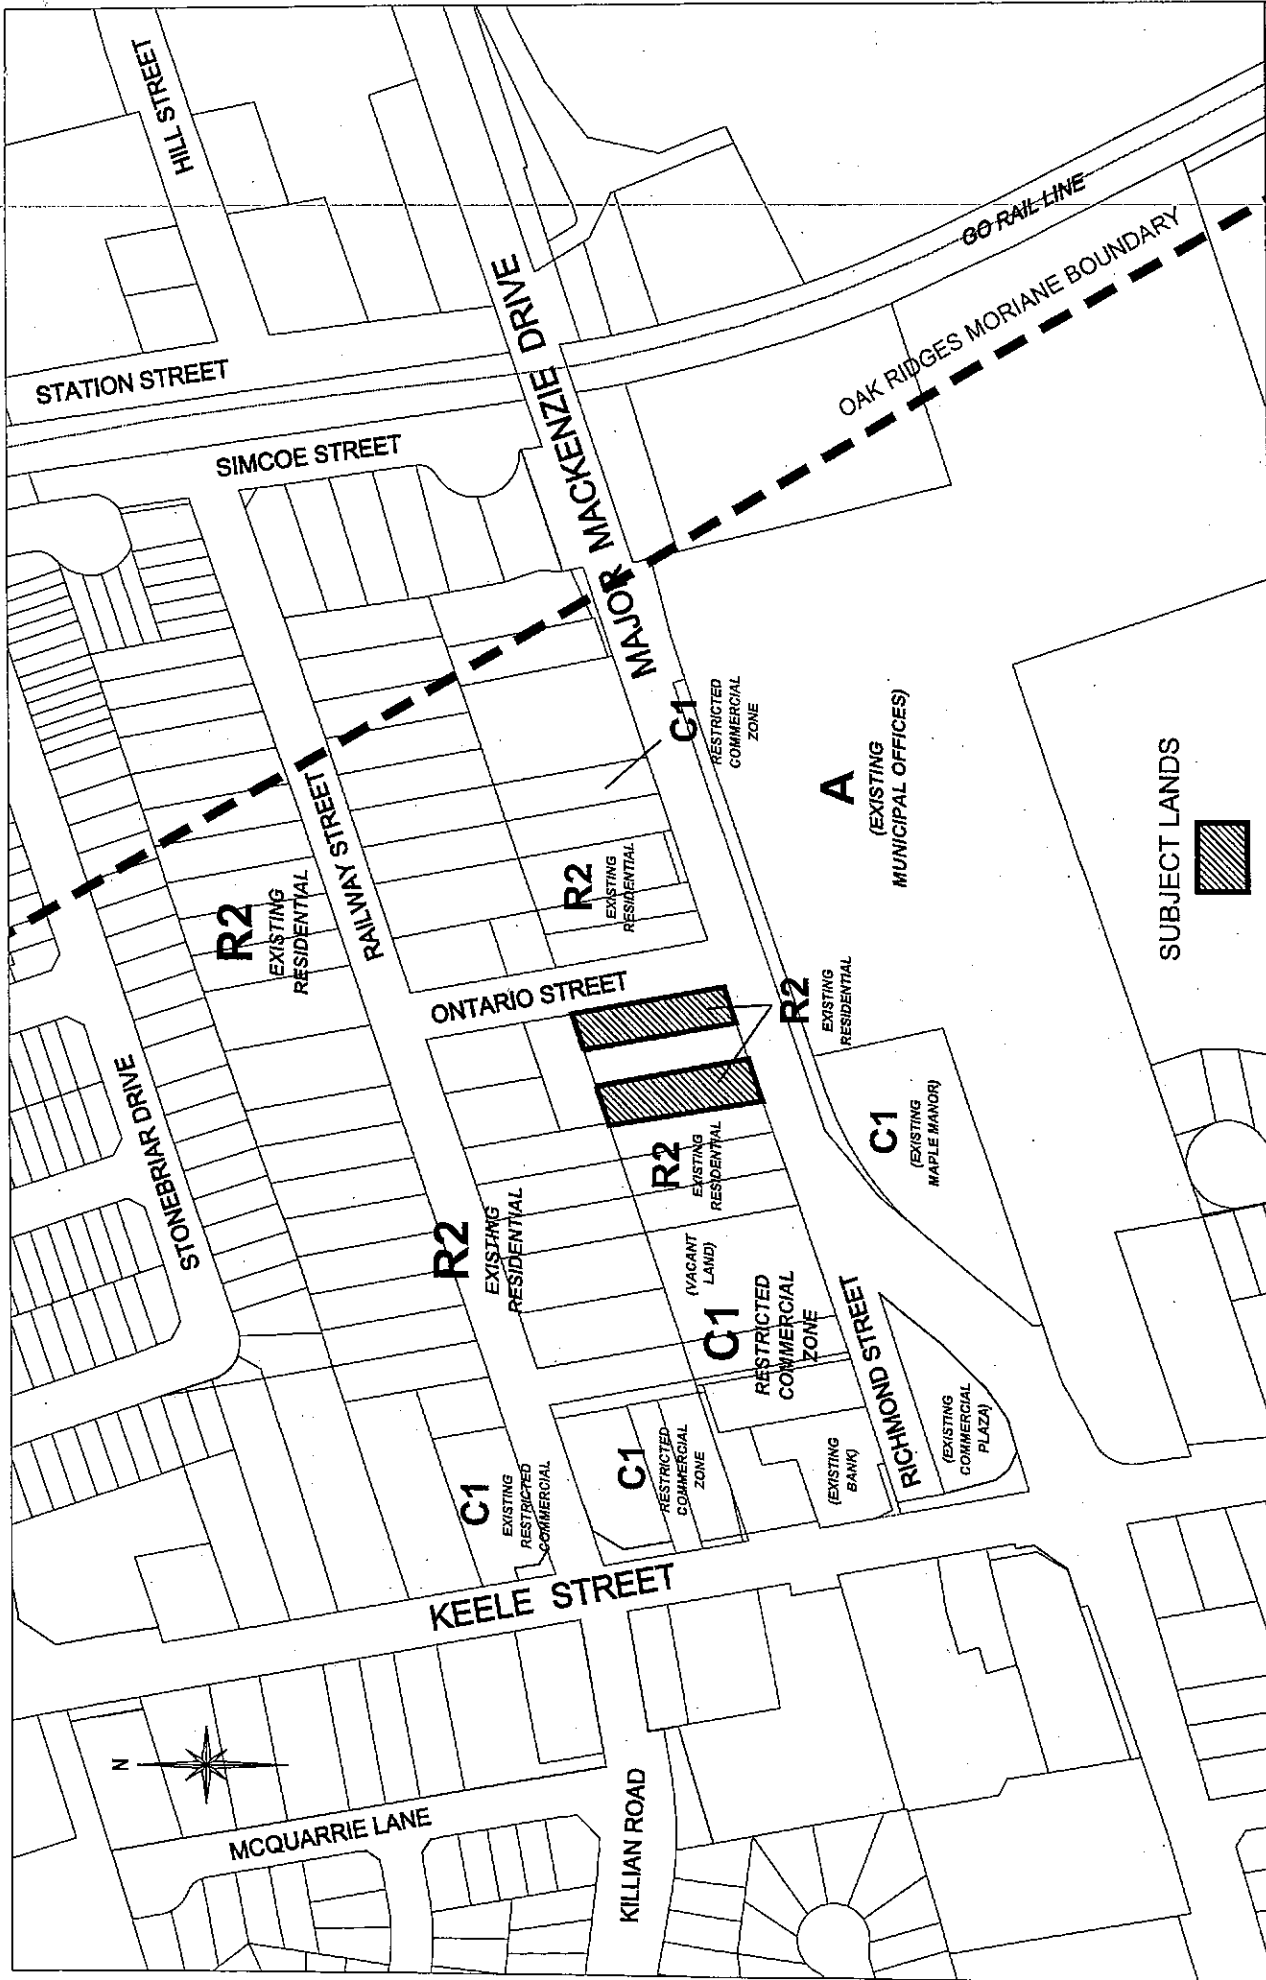 HILL STREET
STATION STREET
SIMCOE STREET
MAJOR MACKENZIE DRIVE
GO RAIL LINE
OAK RIDGES MORIANE BOUNDARY
STONEBRIAR DRIVE
RAILWAY STREET
ONTARIO STREET
R2
EXISTING
RESIDENTIAL
R2
EXISTING
RESIDENTIAL
C1
RESTRICTED
COMMERCIAL
ZONE
A
(EXISTING
MUNICIPAL OFFICES)
R2
EXISTING
RESIDENTIAL
R2
EXISTING
RESIDENTIAL
R2
EXISTING
RESIDENTIAL
C1
(EXISTING
MAPLE MANOR)
(VACANT
LAND)
C1
RESTRICTED
COMMERCIAL
ZONE
C1
EXISTING
RESTRICTED
COMMERCIAL
C1
RESTRICTED
COMMERCIAL
ZONE
(EXISTING
BANK)
RICHMOND STREET
(EXISTING
COMMERCIAL
PLAZA)
KEELE STREET
N
MCQUARRIE LANE
KILLIAN ROAD
SUBJECT LANDS